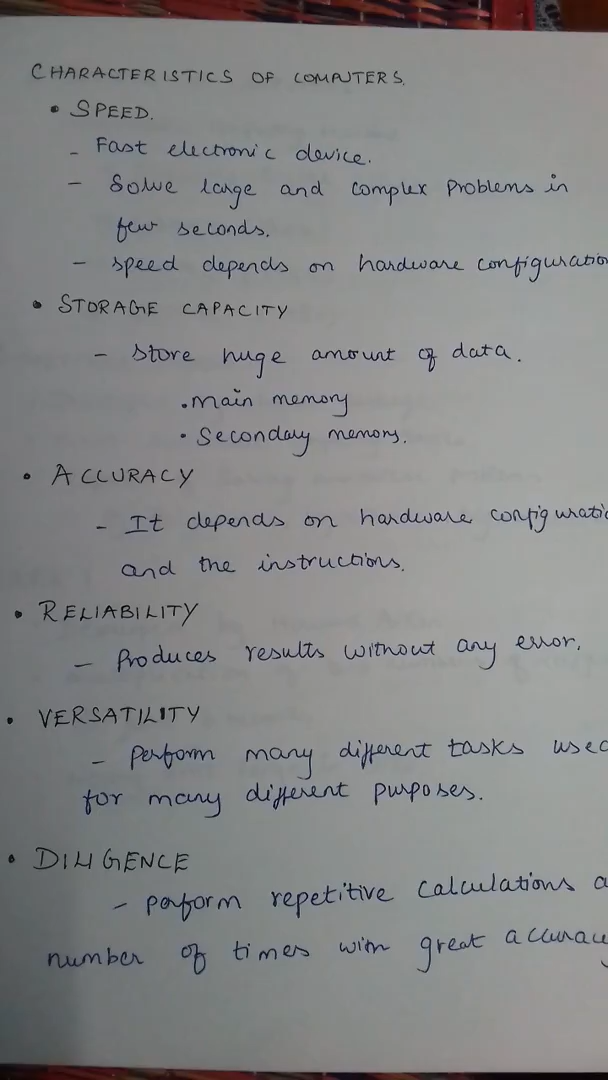 CHARACTERISTICS OF COMPUTERS.
• SPEED.
- Fast electronic device.
- Solve large and complex problems in
few seconds.
- speed depends on hardware configuratio
• STORAGE CAPACITY
- Store huge amount of data.
• main memory
• Secondary memory.
• ACCURACY
- It depends on hardware configuratio
and the instructions.
• RELIABILITY
- Produces results without any error.
• VERSATILITY
- Perform many different tasks used
for many different purposes.
• DILIGENCE
- perform repetitive calculations a
number of times with great accuracy